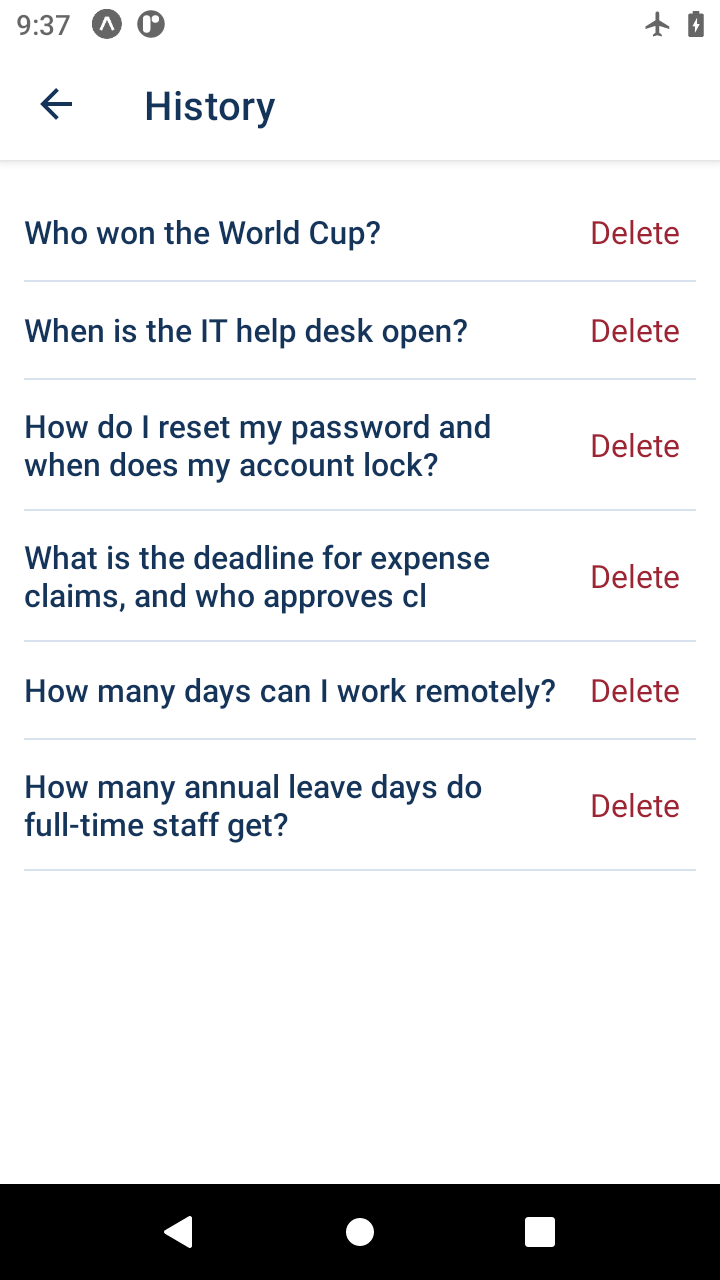 9:37
History
Who won the World Cup?
Delete
When is the IT help desk open?
Delete
How do I reset my password and
when does my account lock?
Delete
What is the deadline for expense
claims, and who approves cl
Delete
How many days can I work remotely?
Delete
How many annual leave days do
full-time staff get?
Delete